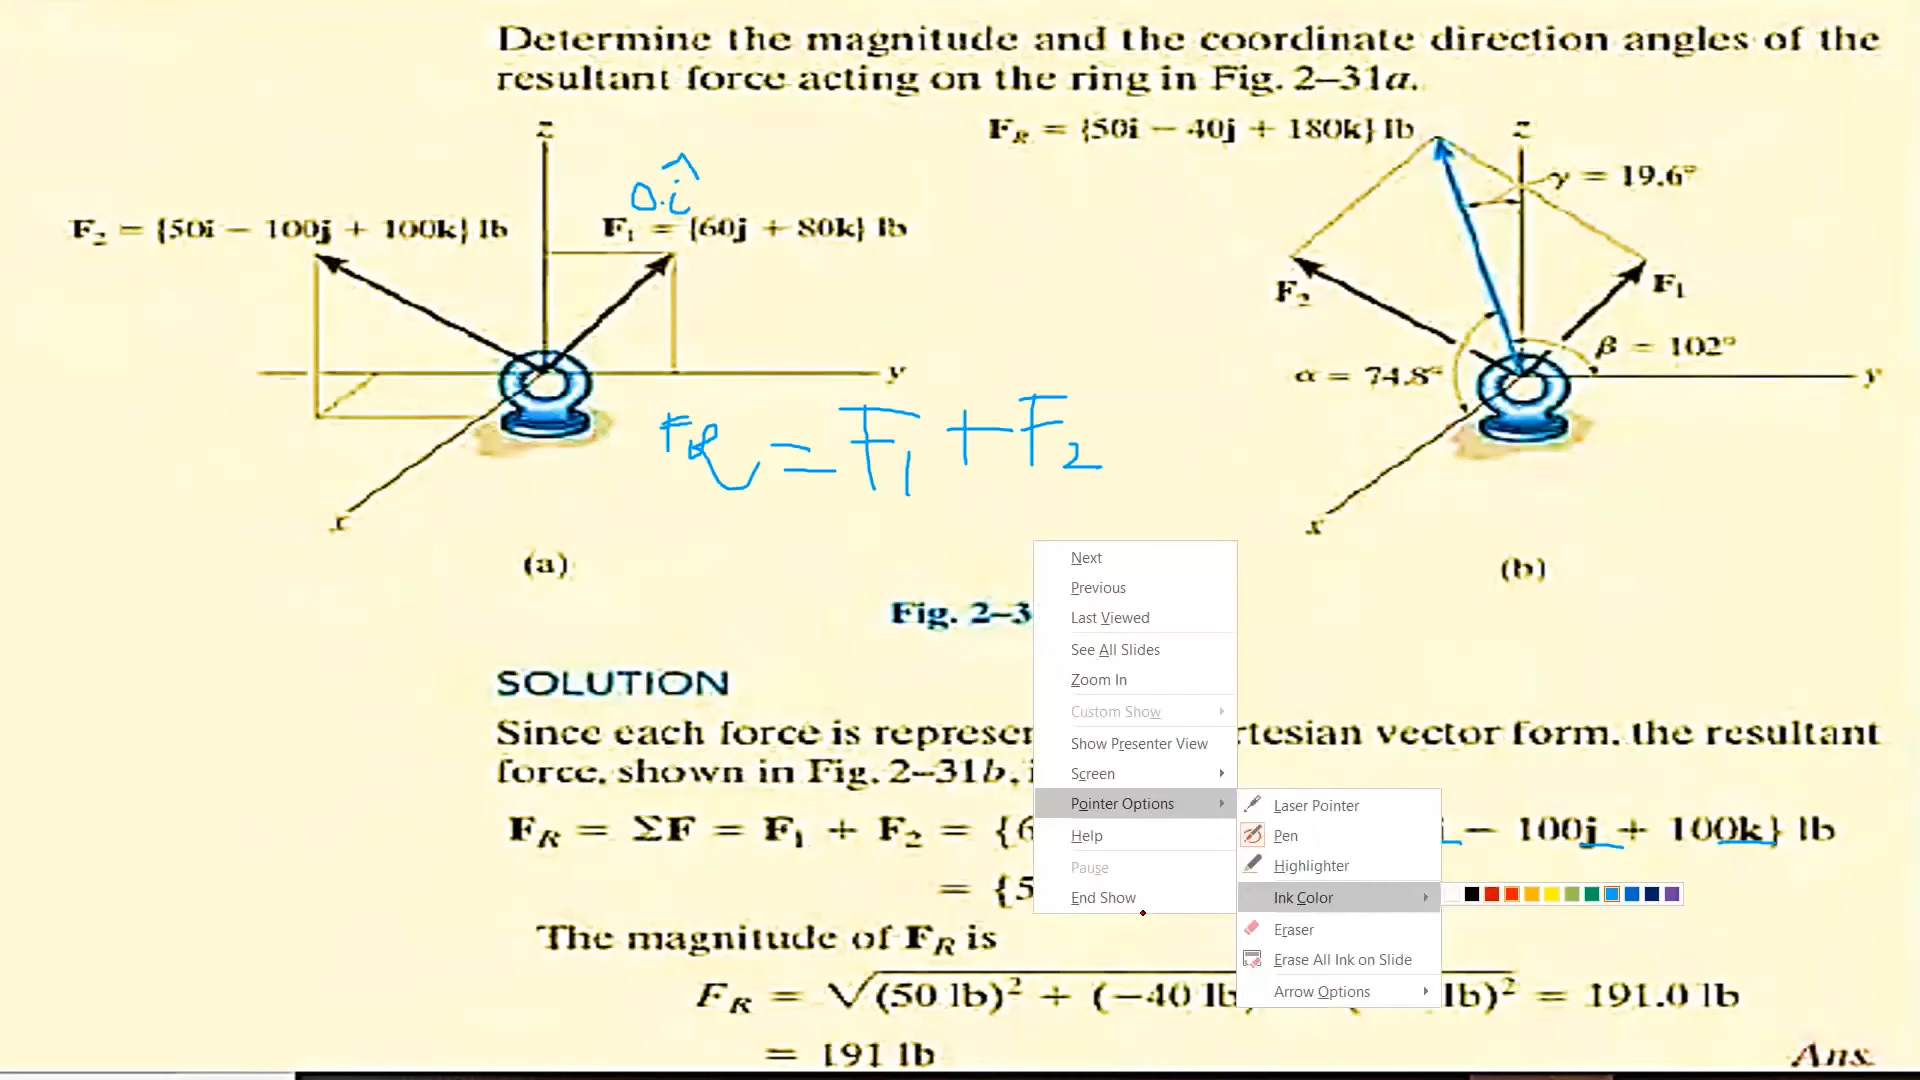 Determine the magnitude and the coordinate direction angles of the
resultant force acting on the ring in Fig. 2–31a.
z
F₂ = {50i − 100j + 100k} lb
0.î
F₁ = {60j + 80k} lb
y
x
(a)
F_R = F₁ + F₂
F_R = {50i − 40j + 180k} lb
z
γ = 19.6°
F₂
F₁
β = 102°
α = 74.8°
y
x
(b)
Fig. 2–3
SOLUTION
Since each force is represen rtesian vector form, the resultant
force, shown in Fig. 2–31b, i
F_R = ΣF = F₁ + F₂ = {6 − 100j + 100k} lb
= {5
The magnitude of F_R is
F_R = √(50 lb)² + (−40 lb lb)² = 191.0 lb
= 191 lb
Ans.
Next
Previous
Last Viewed
See All Slides
Zoom In
Custom Show
Show Presenter View
Screen
Pointer Options
Help
Pause
End Show
Laser Pointer
Pen
Highlighter
Ink Color
Eraser
Erase All Ink on Slide
Arrow Options